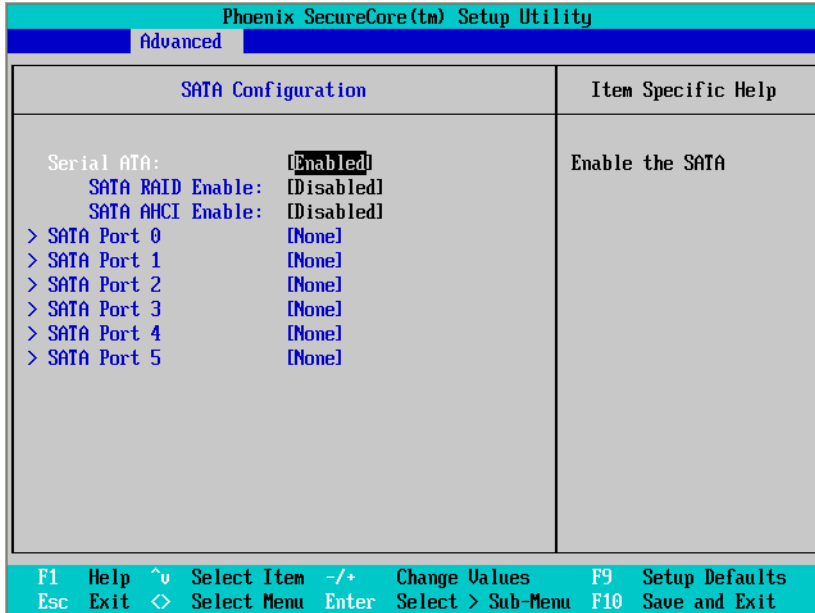 Phoenix SecureCore(tm) Setup Utility
Advanced
SATA Configuration
Item Specific Help
Serial ATA: [Enabled]
Enable the SATA
SATA RAID Enable: [Disabled]
SATA AHCI Enable: [Disabled]
> SATA Port 0 [None]
> SATA Port 1 [None]
> SATA Port 2 [None]
> SATA Port 3 [None]
> SATA Port 4 [None]
> SATA Port 5 [None]
F1 Help ^v Select Item -/+ Change Values F9 Setup Defaults
Esc Exit <> Select Menu Enter Select > Sub-Menu F10 Save and Exit